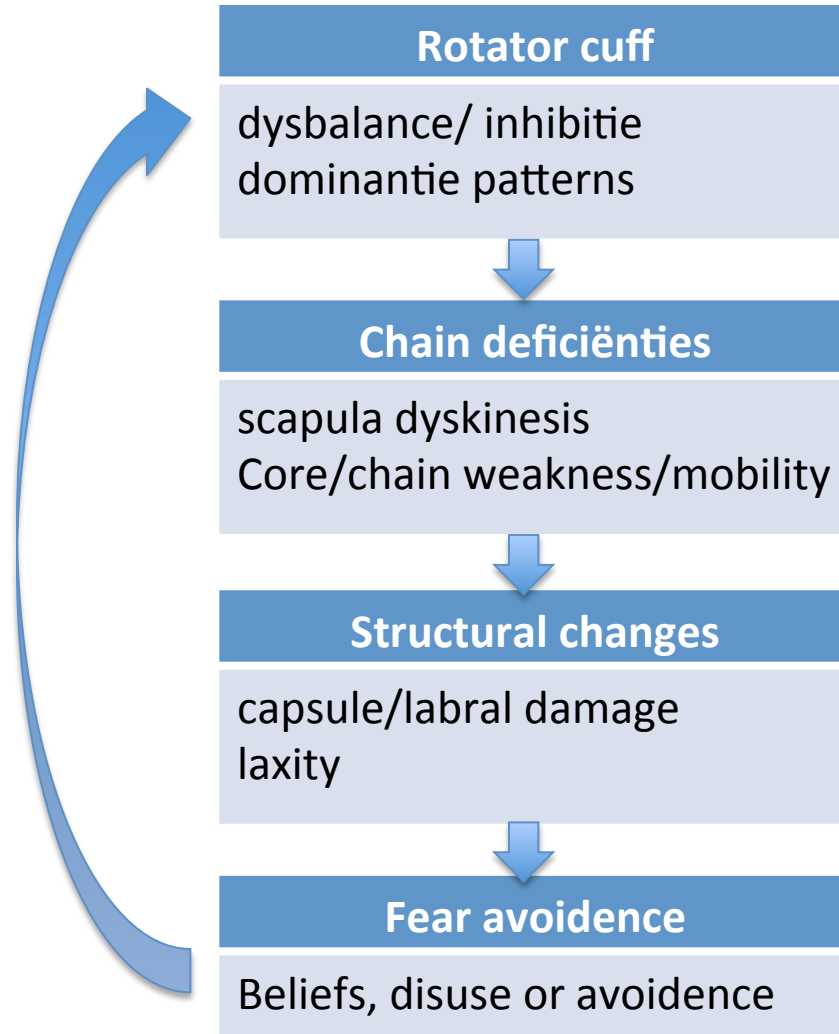 Rotator cuff
dysbalance/ inhibitie
dominantie patterns
Chain deficiënties
scapula dyskinesis
Core/chain weakness/mobility
Structural changes
capsule/labral damage
laxity
Fear avoidence
Beliefs, disuse or avoidence